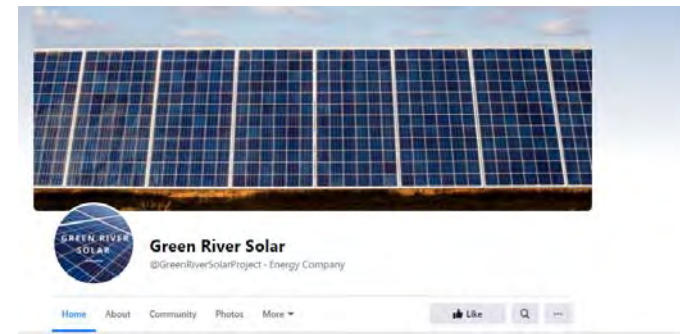 GREEN RIVER
SOLAR
Green River Solar
@GreenRiverSolarProject - Energy Company
Home About Community Photos More
Like